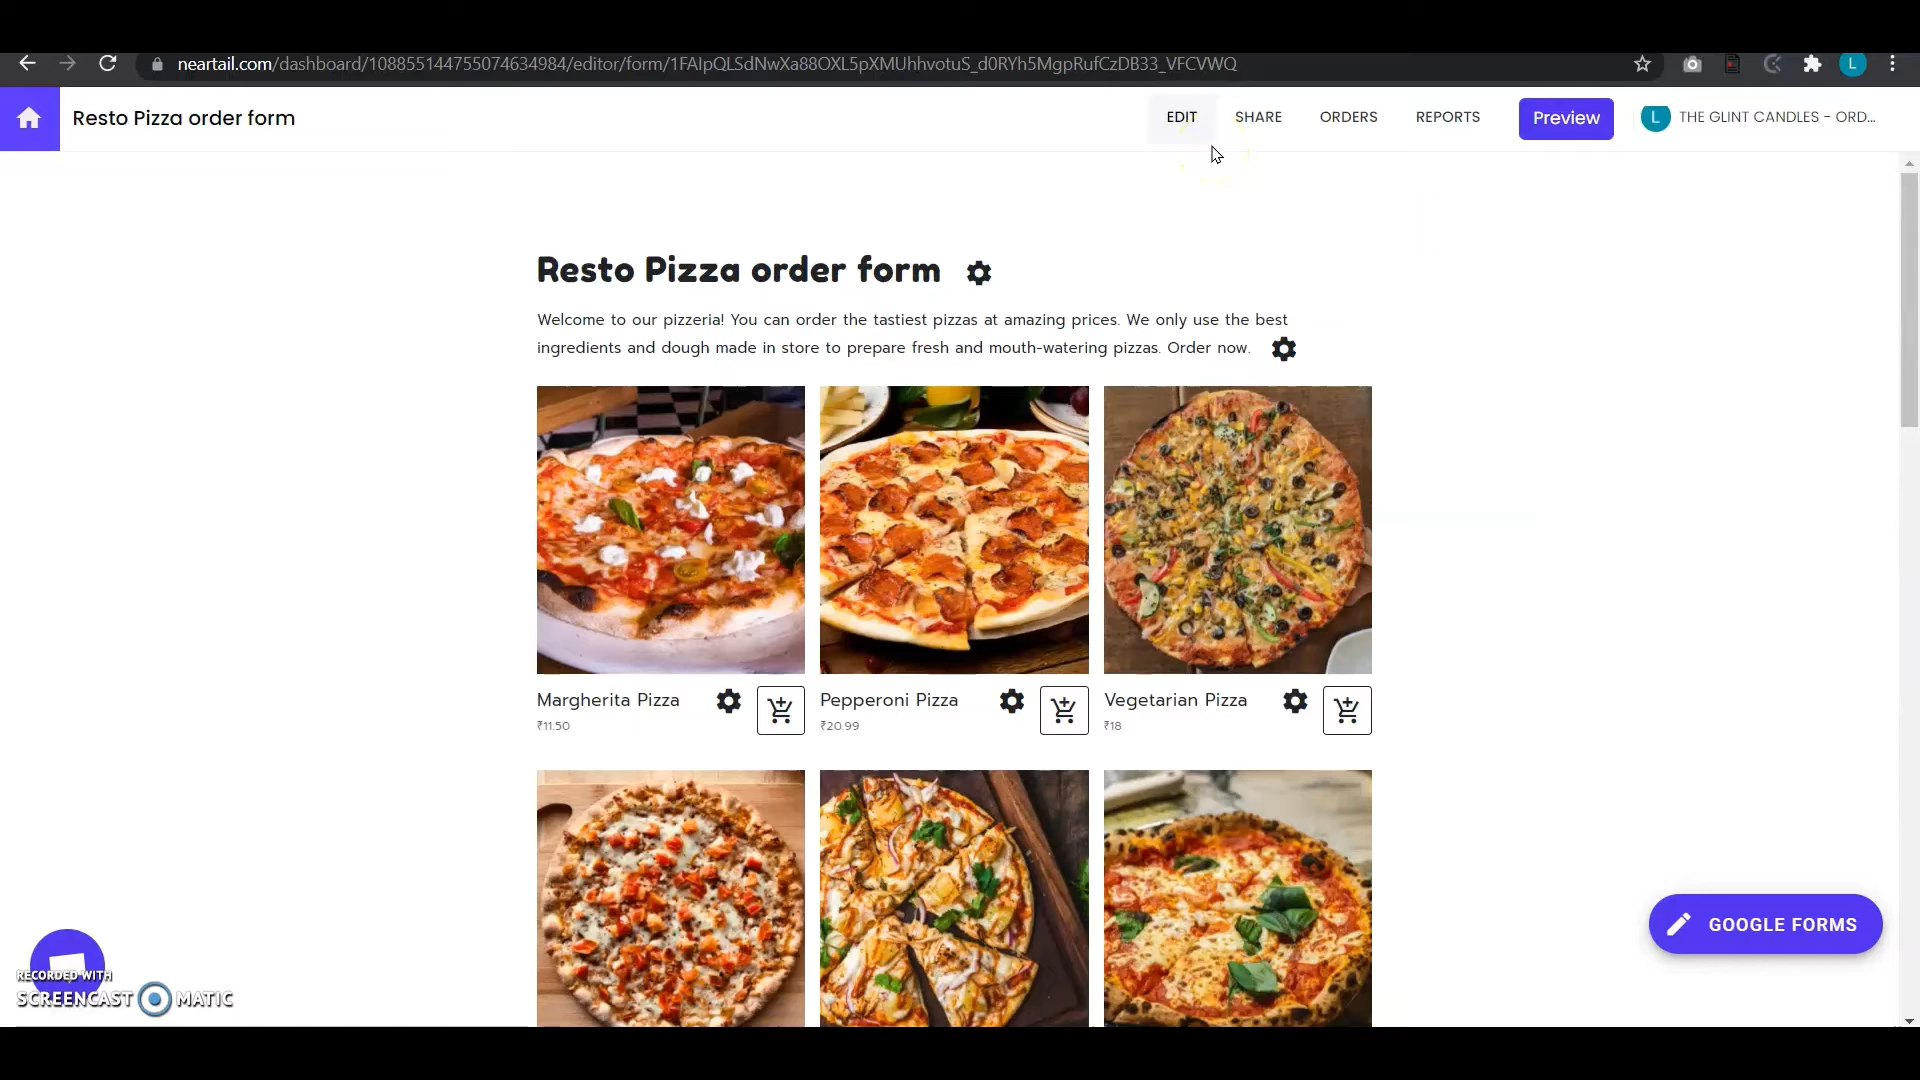 neartail.com/dashboard/108855144755074634984/editor/form/1FAIpQLSdNwXa88OXL5pXMUhhvotuS_d0RYh5MgpRufCzDB33_VFCVWQ
L
Resto Pizza order form
EDIT
SHARE
ORDERS
REPORTS
Preview
L
THE GLINT CANDLES - ORD...
Resto Pizza order form
Welcome to our pizzeria! You can order the tastiest pizzas at amazing prices. We only use the best
ingredients and dough made in store to prepare fresh and mouth-watering pizzas. Order now.
Margherita Pizza
₹11.50
Pepperoni Pizza
₹20.99
Vegetarian Pizza
₹18
GOOGLE FORMS
RECORDED WITH
SCREENCAST MATIC